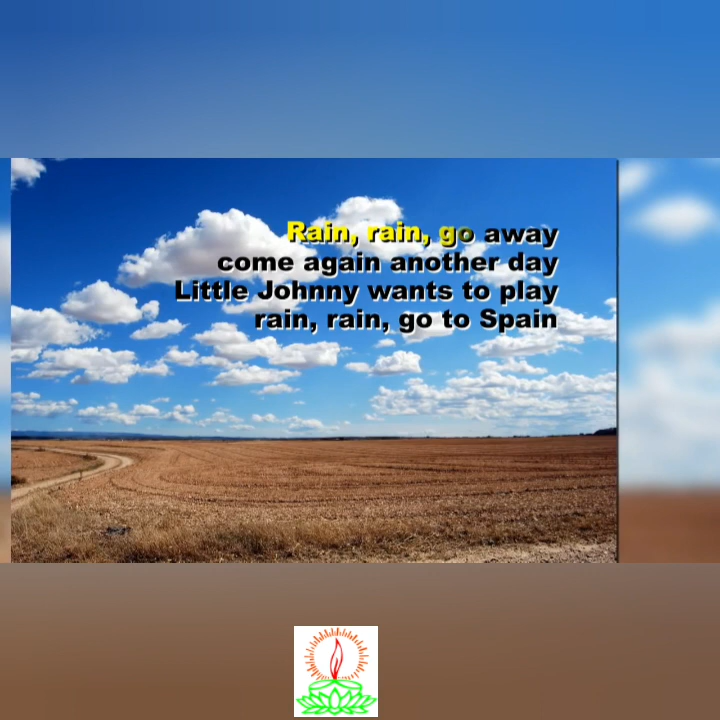 Rain, rain, go away
come again another day
Little Johnny wants to play
rain, rain, go to Spain